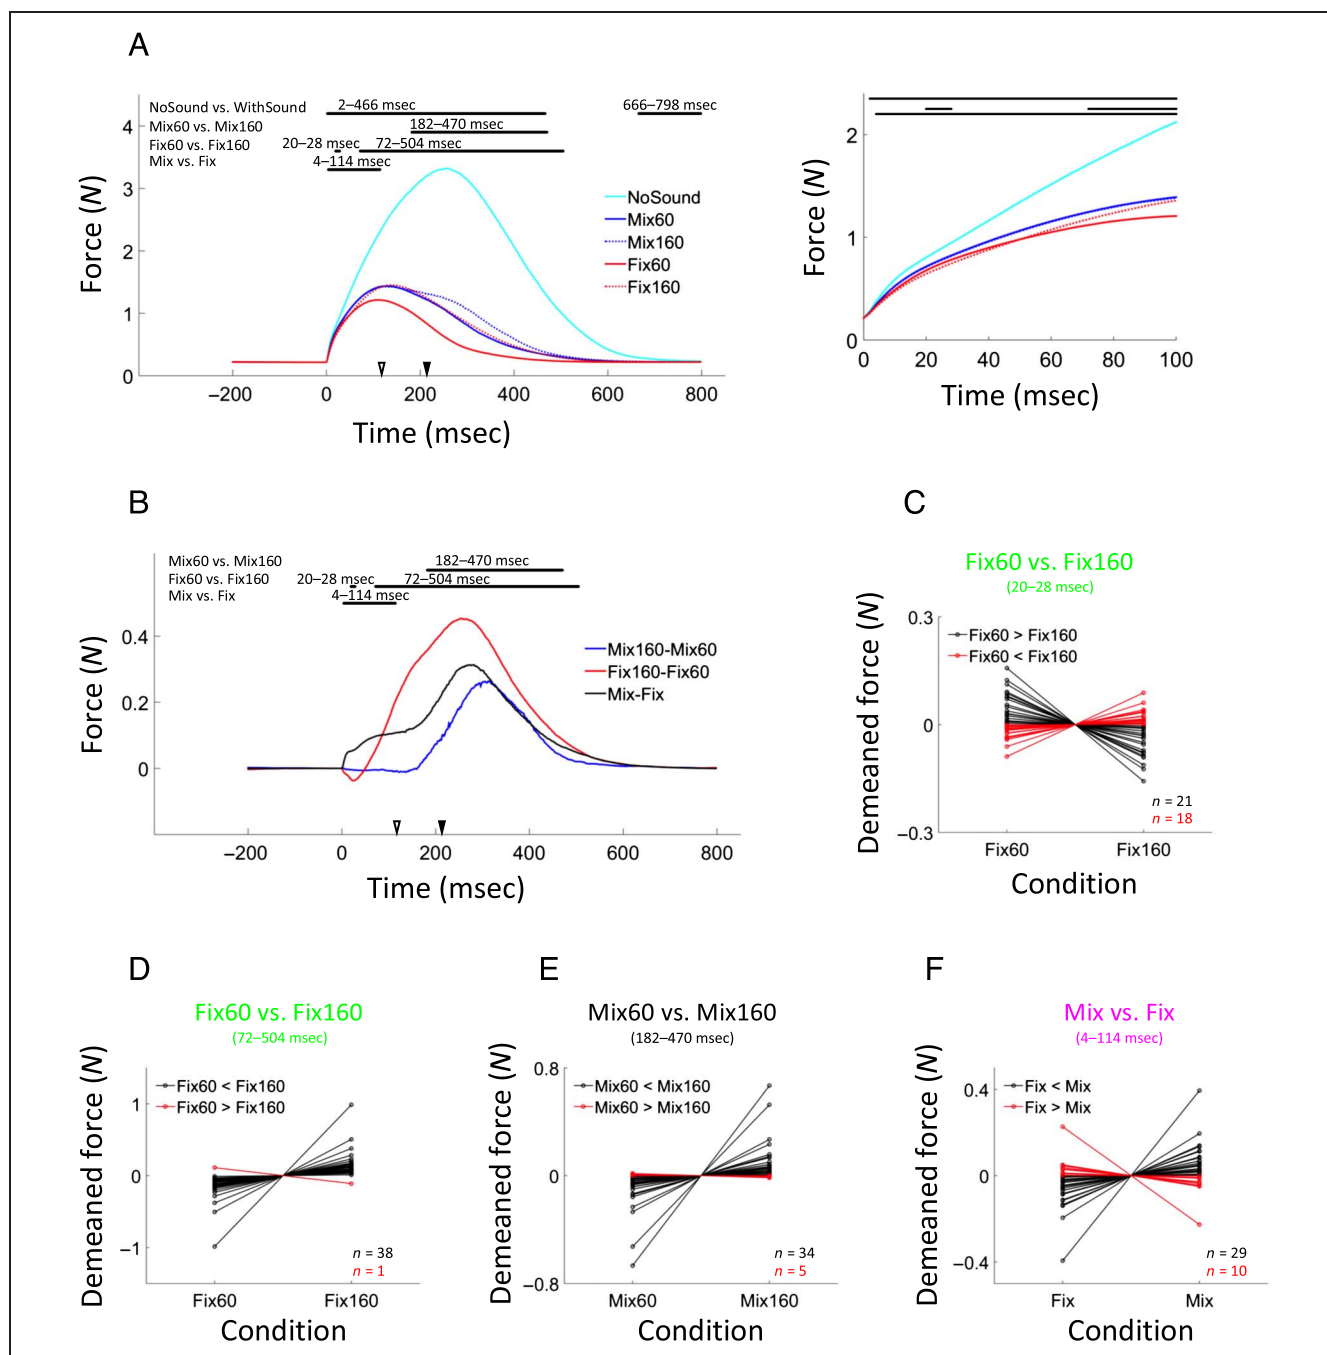 A
NoSound vs. WithSound 2–466 msec 666–798 msec
Mix60 vs. Mix160 182–470 msec
Fix60 vs. Fix160 20–28 msec 72–504 msec
Mix vs. Fix 4–114 msec
Force (N)
4
3
2
1
0
NoSound
Mix60
Mix160
Fix60
Fix160
−200 0 200 400 600 800
Time (msec)
Force (N)
2
1
0
0 20 40 60 80 100
Time (msec)
B
Mix60 vs. Mix160 182–470 msec
Fix60 vs. Fix160 20–28 msec 72–504 msec
Mix vs. Fix 4–114 msec
Force (N)
0.4
0.2
0
Mix160-Mix60
Fix160-Fix60
Mix-Fix
−200 0 200 400 600 800
Time (msec)
C
Fix60 vs. Fix160
(20–28 msec)
Demeaned force (N)
0.3
0
−0.3
Fix60 > Fix160
Fix60 < Fix160
n = 21
n = 18
Fix60 Fix160
Condition
D
Fix60 vs. Fix160
(72–504 msec)
Demeaned force (N)
1
0
−1
Fix60 < Fix160
Fix60 > Fix160
n = 38
n = 1
Fix60 Fix160
Condition
E
Mix60 vs. Mix160
(182–470 msec)
Demeaned force (N)
0.8
0
−0.8
Mix60 < Mix160
Mix60 > Mix160
n = 34
n = 5
Mix60 Mix160
Condition
F
Mix vs. Fix
(4–114 msec)
Demeaned force (N)
0.4
0
−0.4
Fix < Mix
Fix > Mix
n = 29
n = 10
Fix Mix
Condition